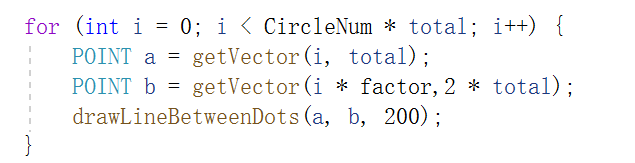 for (int i = 0; i < CircleNum * total; i++) {
POINT a = getVector(i, total);
POINT b = getVector(i * factor,2 * total);
drawLineBetweenDots(a, b, 200);
}